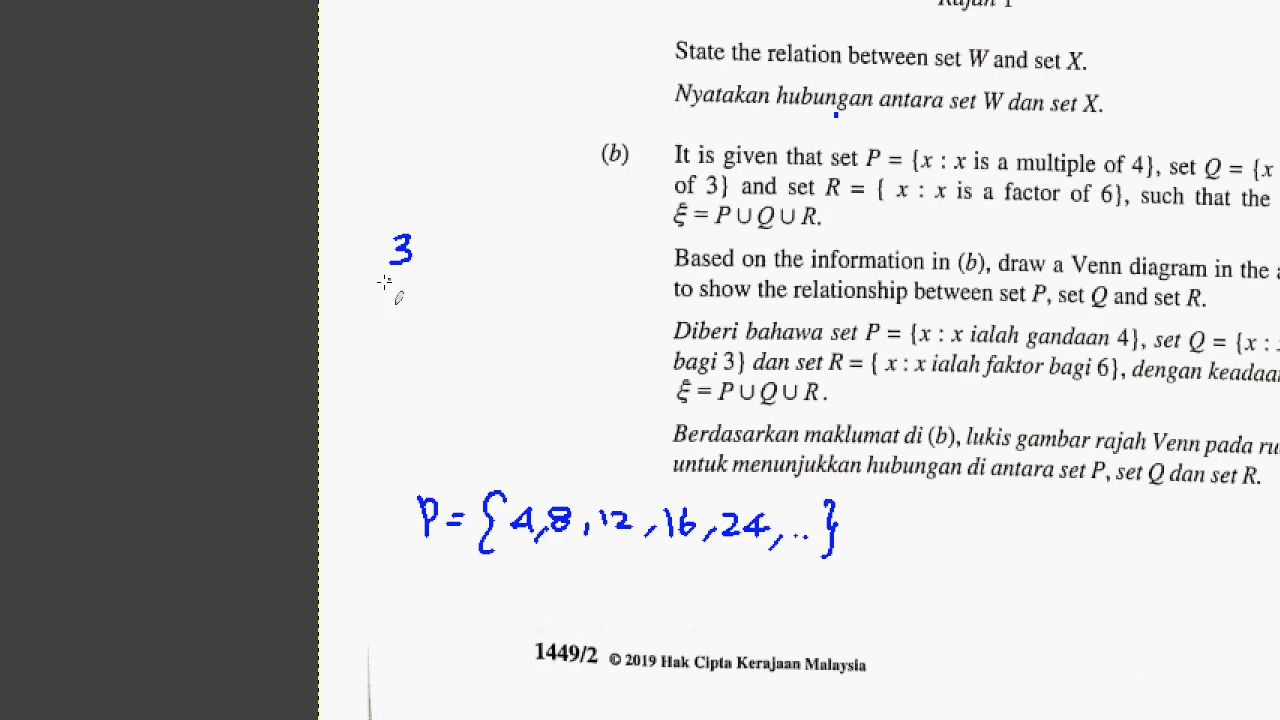 State the relation between set W and set X.
Nyatakan hubungan antara set W dan set X.
(b) It is given that set P = {x : x is a multiple of 4}, set Q = {x
of 3} and set R = { x : x is a factor of 6}, such that the
ξ = P ∪ Q ∪ R.
3
Based on the information in (b), draw a Venn diagram in the
to show the relationship between set P, set Q and set R.
Diberi bahawa set P = {x : x ialah gandaan 4}, set Q = {x :
bagi 3} dan set R = { x : x ialah faktor bagi 6}, dengan keadaan
ξ = P ∪ Q ∪ R.
Berdasarkan maklumat di (b), lukis gambar rajah Venn pada
untuk menunjukkan hubungan di antara set P, set Q dan set R.
P = {4,8,12,16,24,..}
1449/2 © 2019 Hak Cipta Kerajaan Malaysia